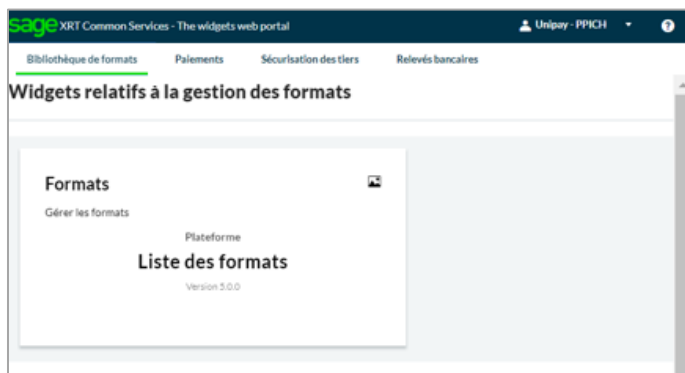 sage XRT Common Services - The widgets web portal Unipay - PPICH
Bibliothèque de formats Paiements Sécurisation des tiers Relevés bancaires
Widgets relatifs à la gestion des formats
Formats
Gérer les formats
Plateforme
Liste des formats
Version 5.0.0